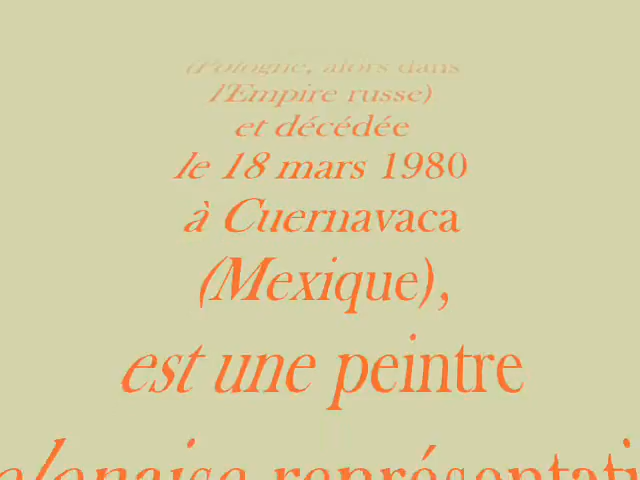 (Pologne, alors dans
l'Empire russe)
et décédée
le 18 mars 1980
à Cuernavaca
(Mexique),
est une peintre